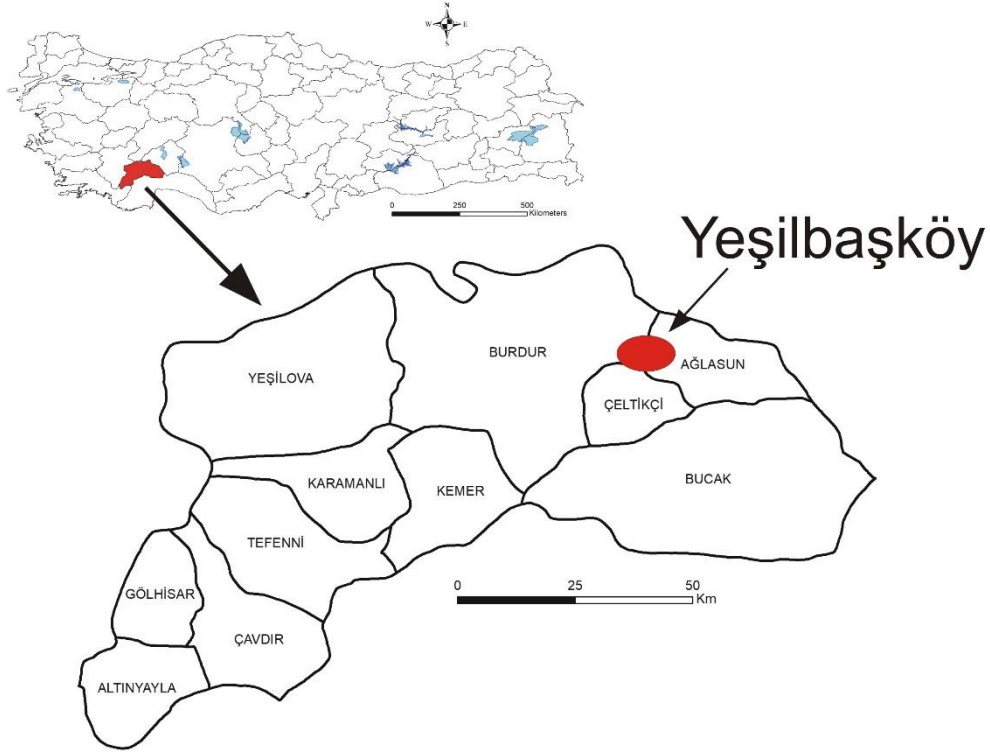 N
W E
S
0 250 500
Kilometers
Yeşilbaşköy
BURDUR
AĞLASUN
YEŞİLOVA
ÇELTİKÇİ
KARAMANLI
KEMER
BUCAK
TEFENNİ
0 25 50
Km
GÖLHİSAR
ÇAVDIR
ALTINYAYLA